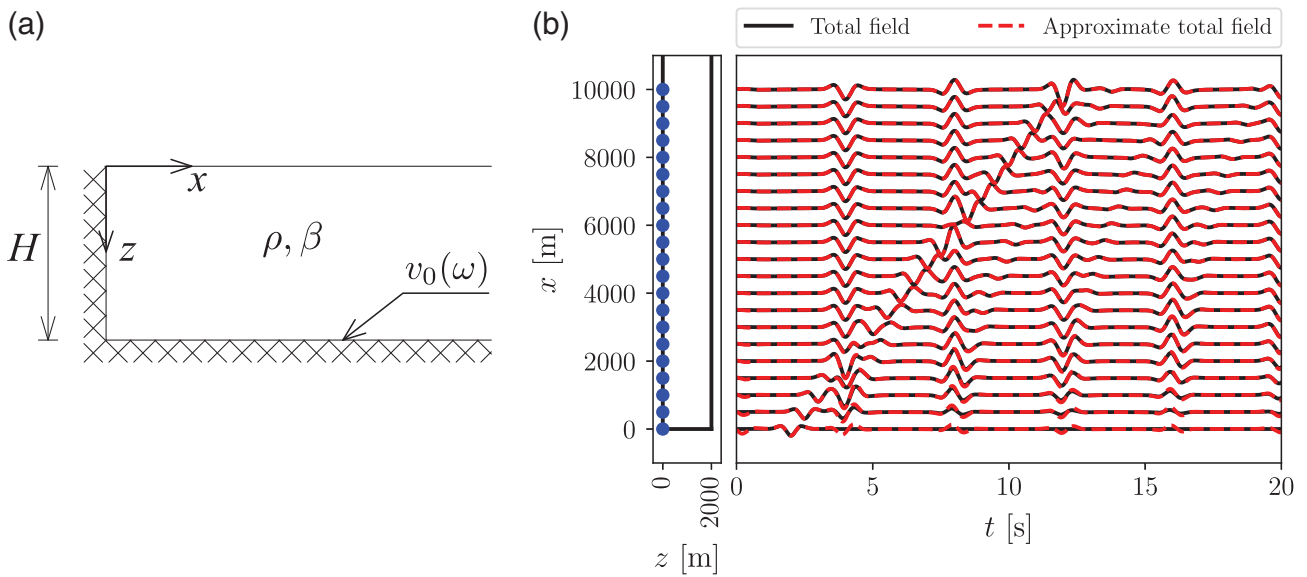 (a)
H
x
z
ρ, β
v₀(ω)
(b)
Total field
Approximate total field
x [m]
10000
8000
6000
4000
2000
0
0
2000
z [m]
0
5
10
15
20
t [s]